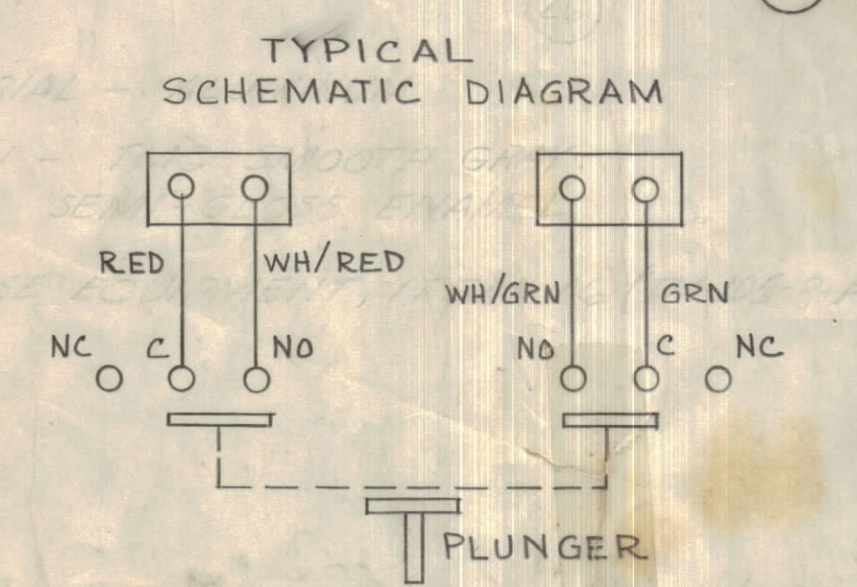 TYPICAL
SCHEMATIC DIAGRAM
RED
WH/RED
WH/GRN
GRN
NC
C
NO
NO
C
NC
PLUNGER